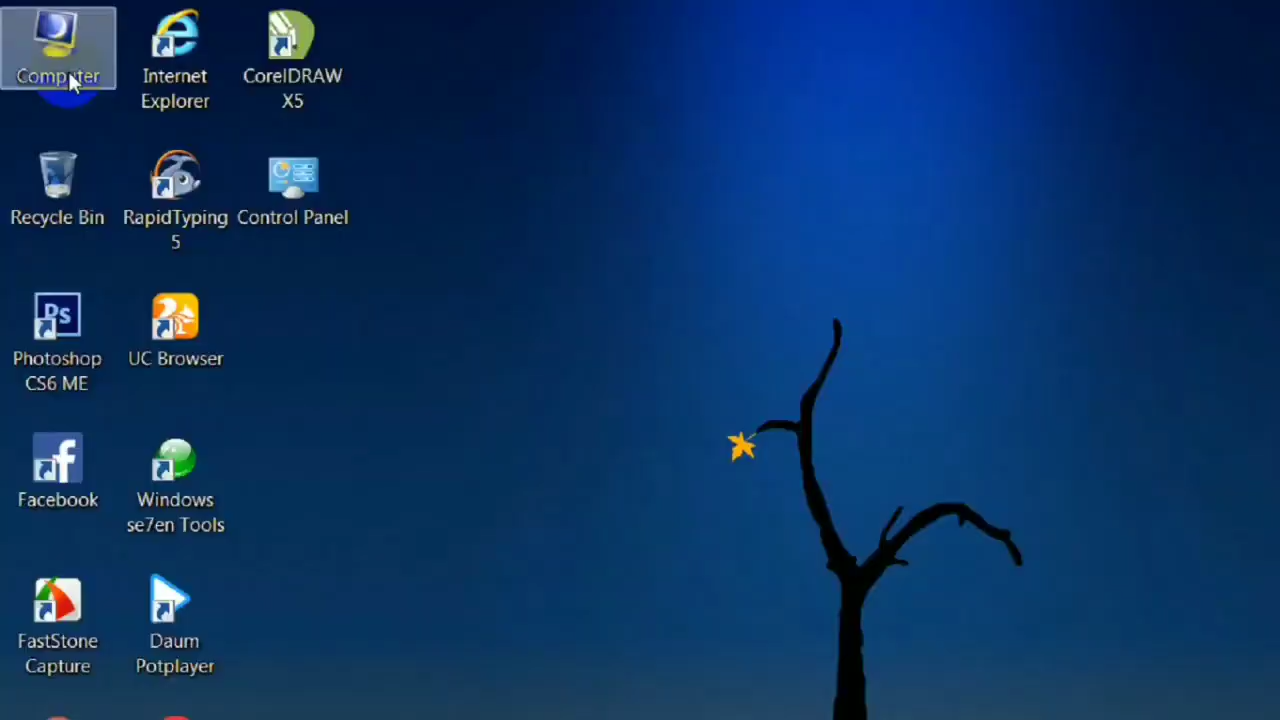 Computer
Internet
Explorer
CorelDRAW
X5
Recycle Bin
RapidTyping
5
Control Panel
Ps
Photoshop
CS6 ME
UC Browser
f
Facebook
Windows
se7en Tools
FastStone
Capture
Daum
Potplayer